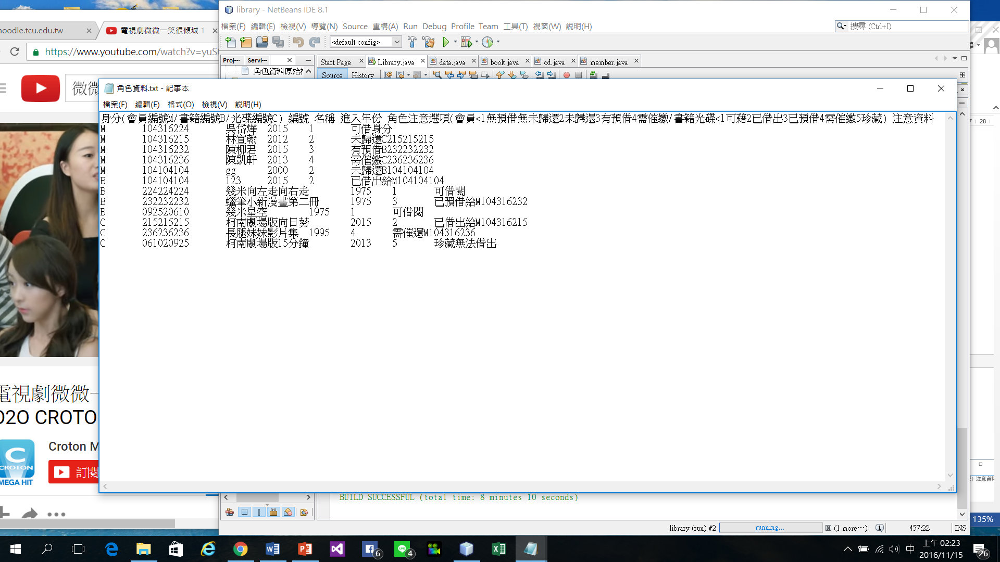 library - NetBeans IDE 8.1
noodle.tcu.edu.tw
電視劇微微一笑很傾城 1
檔案(F) 編輯(E) 檢視(V) 導覽(N) Source 重構(A) Run Debug Profile Team 工具(T) 視窗(W) 說明(H)
搜尋 (Ctrl+I)
https://www.youtube.com/watch?v=yuS
<default config>
Proj··· Servi··· Start Page Library.java data.java book.java cd.java member.java
角色資料原始檔
Source History
微微
角色資料.txt - 記事本
檔案(F) 編輯(E) 格式(O) 檢視(V) 說明(H)
身分(會員編號M/書籍編號B/光碟編號C) 編號 名稱 進入年份 角色注意選項(會員<1無預借無未歸還2未歸還3有預借4需催繳/書籍光碟<1可藉2已借出3已預借4需催繳5珍藏) 注意資料
M 104316224 吳岱燁 2015 1 可借身分
M 104316215 林宣翰 2012 2 未歸還C215215215
M 104316232 陳柳君 2015 3 有預借B232232232
M 104316236 陳凱軒 2013 4 需催繳C236236236
M 104104104 gg 2000 2 未歸還B104104104
B 104104104 123 2015 2 已借出給M104104104
B 224224224 幾米向左走向右走 1975 1 可借閱
B 232232232 蠟筆小新漫畫第二冊 1975 3 已預借給M104316232
B 092520610 幾米星空 1975 1 可借閱
C 215215215 柯南劇場版向日葵 2015 2 已借出給M104316215
C 236236236 長腿妹妹影片集 1995 4 需催還M104316236
C 061020925 柯南劇場版15分鐘 2013 5 珍藏無法借出
28
電視劇微微一
O2O CROTO
Croton M
C
CROTON
MEGA HIT
訂閱
注意資料
BUILD SUCCESSFUL (total time: 8 minutes 10 seconds)
135%
library (run) #2 running... (1 more···) 457:22 INS
6
4
中
上午 02:23
2016/11/15
26